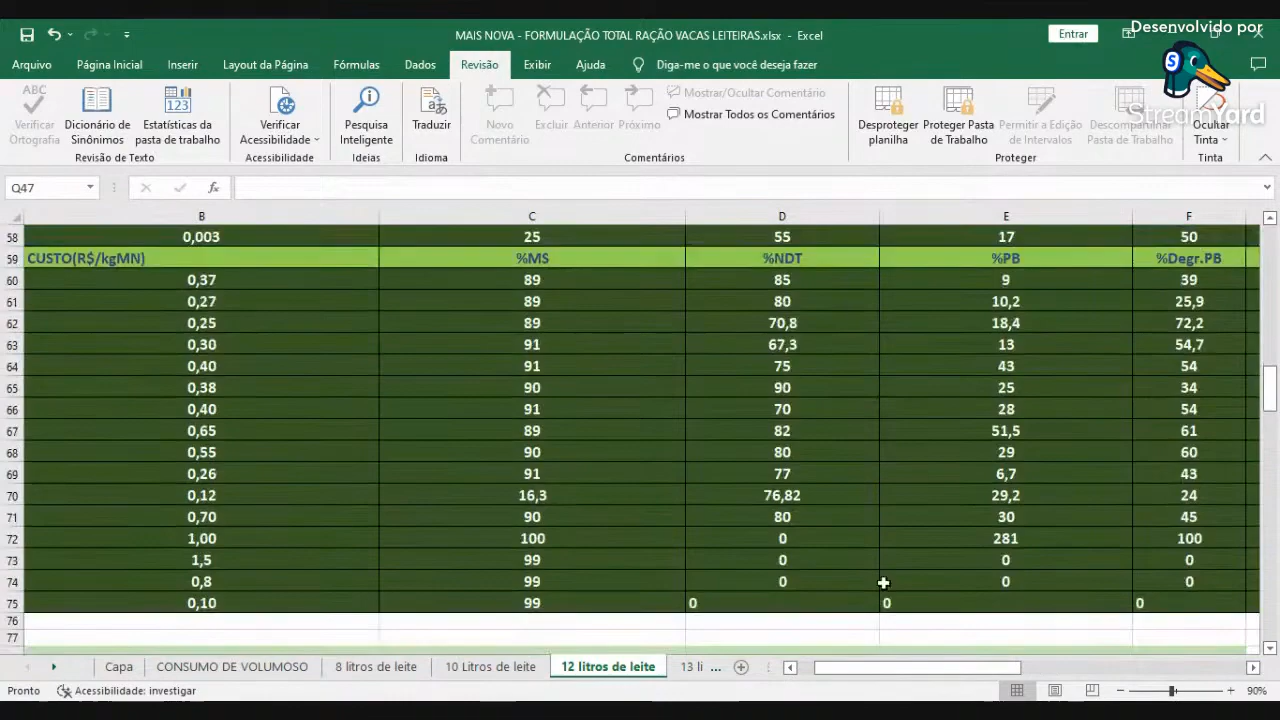 Desenvolvido por
StreamYard
MAIS NOVA - FORMULAÇÃO TOTAL RAÇÃO VACAS LEITEIRAS.xlsx - Excel
Entrar
Arquivo Página Inicial Inserir Layout da Página Fórmulas Dados Revisão Exibir Ajuda Diga-me o que você deseja fazer
Verificar Ortografia
Dicionário de Sinônimos
Estatísticas da pasta de trabalho
Verificar Acessibilidade
Pesquisa Inteligente
Traduzir
Novo Comentário
Excluir
Anterior
Próximo
Mostrar/Ocultar Comentário
Mostrar Todos os Comentários
Desproteger planilha
Proteger Pasta de Trabalho
Permitir a Edição de Intervalos
Descompartilhar Pasta de Trabalho
Ocultar Tinta
Revisão de Texto Acessibilidade Ideias Idioma Comentários Proteger Tinta
Q47 fx
B C D E F
58 0,003 25 55 17 50
59 CUSTO(R$/kgMN) %MS %NDT %PB %Degr.PB
60 0,37 89 85 9 39
61 0,27 89 80 10,2 25,9
62 0,25 89 70,8 18,4 72,2
63 0,30 91 67,3 13 54,7
64 0,40 91 75 43 54
65 0,38 90 90 25 34
66 0,40 91 70 28 54
67 0,65 89 82 51,5 61
68 0,55 90 80 29 60
69 0,26 91 77 6,7 43
70 0,12 16,3 76,82 29,2 24
71 0,70 90 80 30 45
72 1,00 100 0 281 100
73 1,5 99 0 0 0
74 0,8 99 0 0 0
75 0,10 99 0 0 0
76
77
Capa CONSUMO DE VOLUMOSO 8 litros de leite 10 Litros de leite 12 litros de leite 13 li ...
Pronto Acessibilidade: investigar 90%